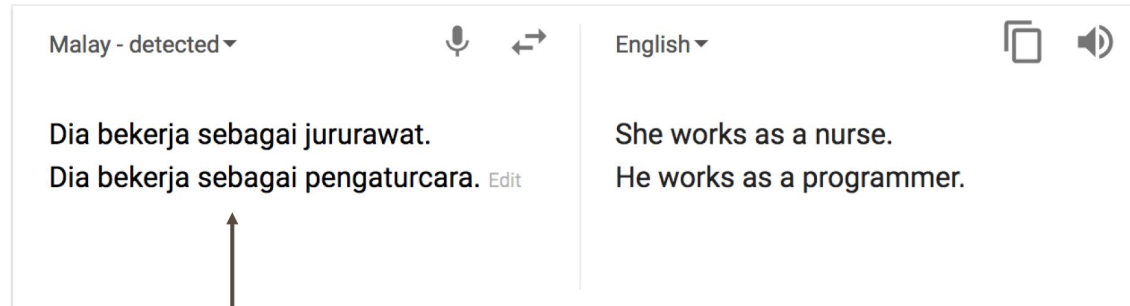 Malay - detected
English
Dia bekerja sebagai jururawat.
Dia bekerja sebagai pengaturcara. Edit
She works as a nurse.
He works as a programmer.